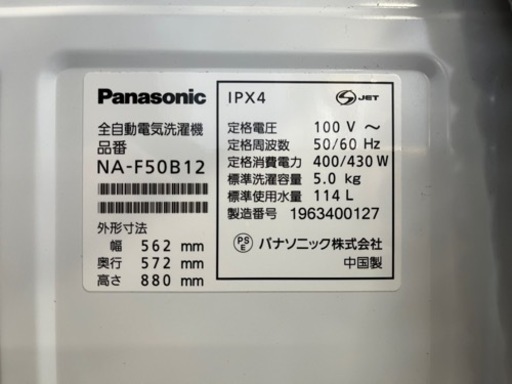 Panasonic
全自動電気洗濯機
品番
NA-F50B12
外形寸法
幅 562 mm
奥行 572 mm
高さ 880 mm
IPX4
S JET
定格電圧 100 V ～
定格周波数 50/60 Hz
定格消費電力 400/430 W
標準洗濯容量 5.0 kg
標準使用水量 114 L
製造番号 1963400127
PSE パナソニック株式会社
中国製